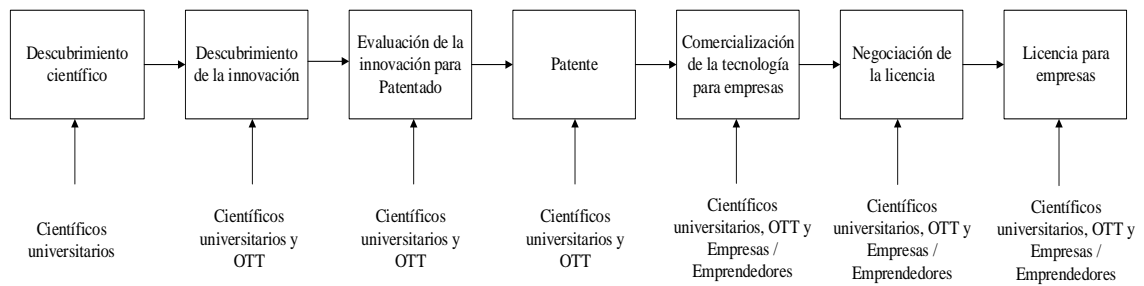 Descubrimiento
científico
Descubrimiento
de la innovación
Evaluación de la
innovación para
Patentado
Patente
Comercialización
de la tecnología
para empresas
Negociación de
la licencia
Licencia para
empresas
Científicos
universitarios
Científicos
universitarios y
OTT
Científicos
universitarios y
OTT
Científicos
universitarios y
OTT
Científicos
universitarios, OTT y
Empresas /
Emprendedores
Científicos
universitarios, OTT y
Empresas /
Emprendedores
Científicos
universitarios, OTT y
Empresas /
Emprendedores